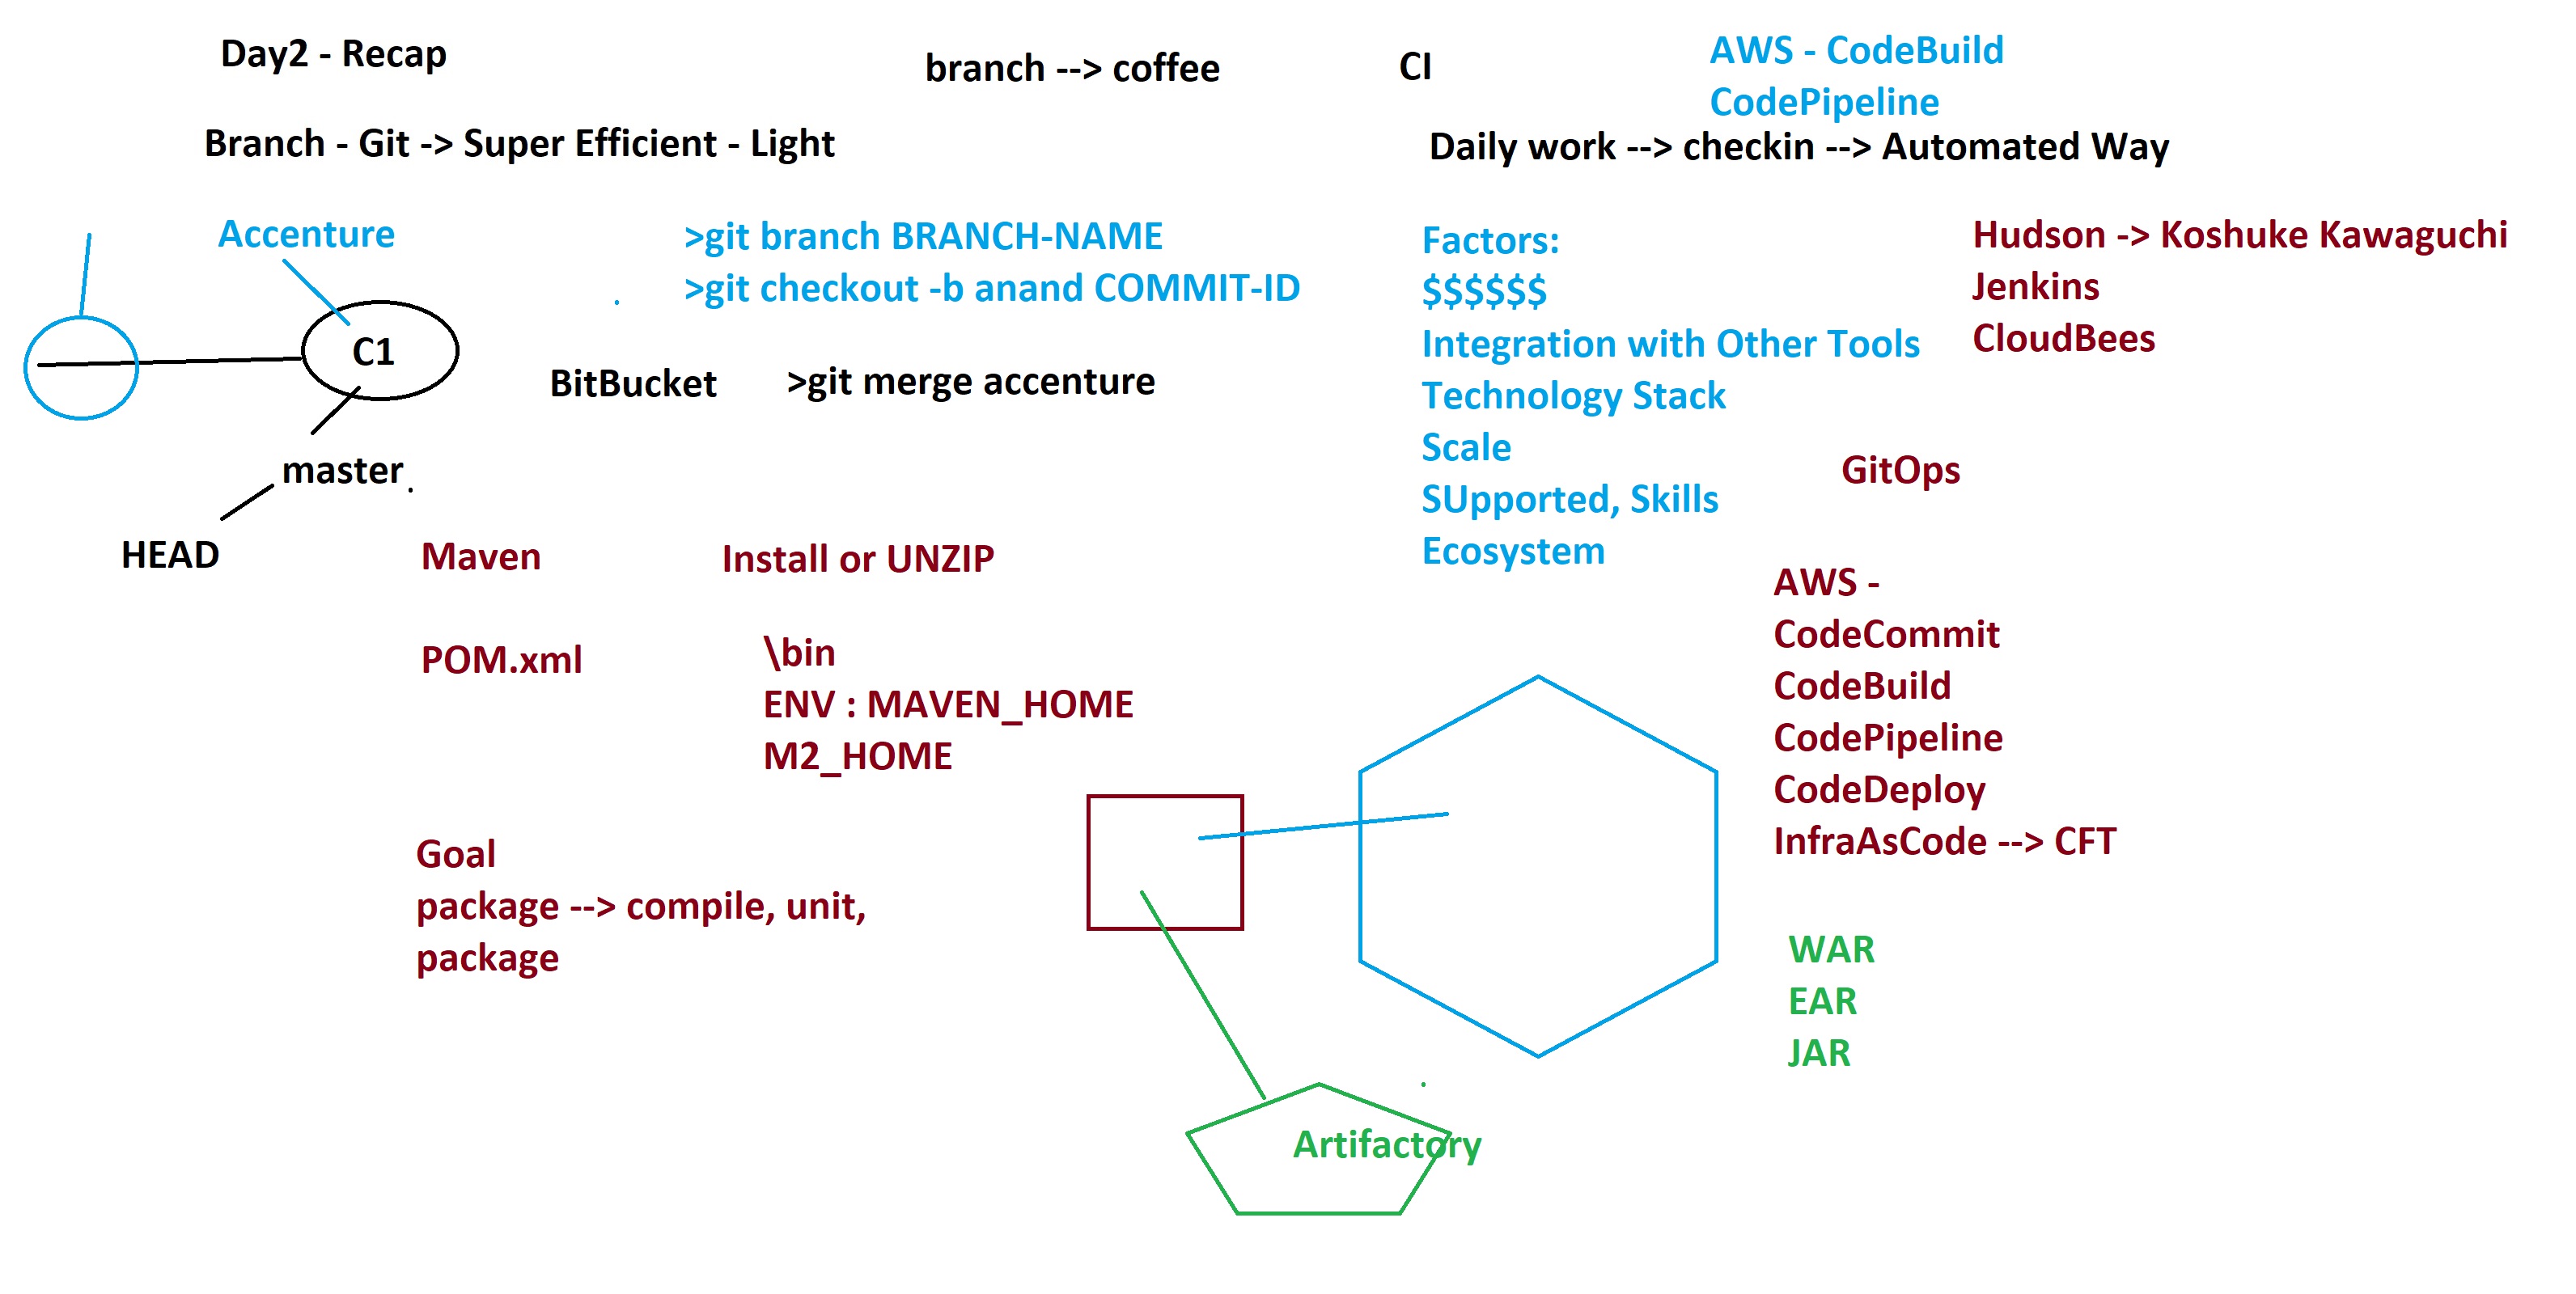 Day2 - Recap
branch --> coffee
CI
AWS - CodeBuild
CodePipeline
Branch - Git -> Super Efficient - Light
Daily work --> checkin --> Automated Way
Accenture
>git branch BRANCH-NAME
>git checkout -b anand COMMIT-ID
C1
BitBucket
>git merge accenture
master
HEAD
Factors:
$$$$$$
Integration with Other Tools
Technology Stack
Scale
SUpported, Skills
Ecosystem
Hudson -> Koshuke Kawaguchi
Jenkins
CloudBees
GitOps
Maven
Install or UNZIP
POM.xml
\bin
ENV : MAVEN_HOME
M2_HOME
Goal
package --> compile, unit,
package
AWS -
CodeCommit
CodeBuild
CodePipeline
CodeDeploy
InfraAsCode --> CFT
WAR
EAR
JAR
Artifactory